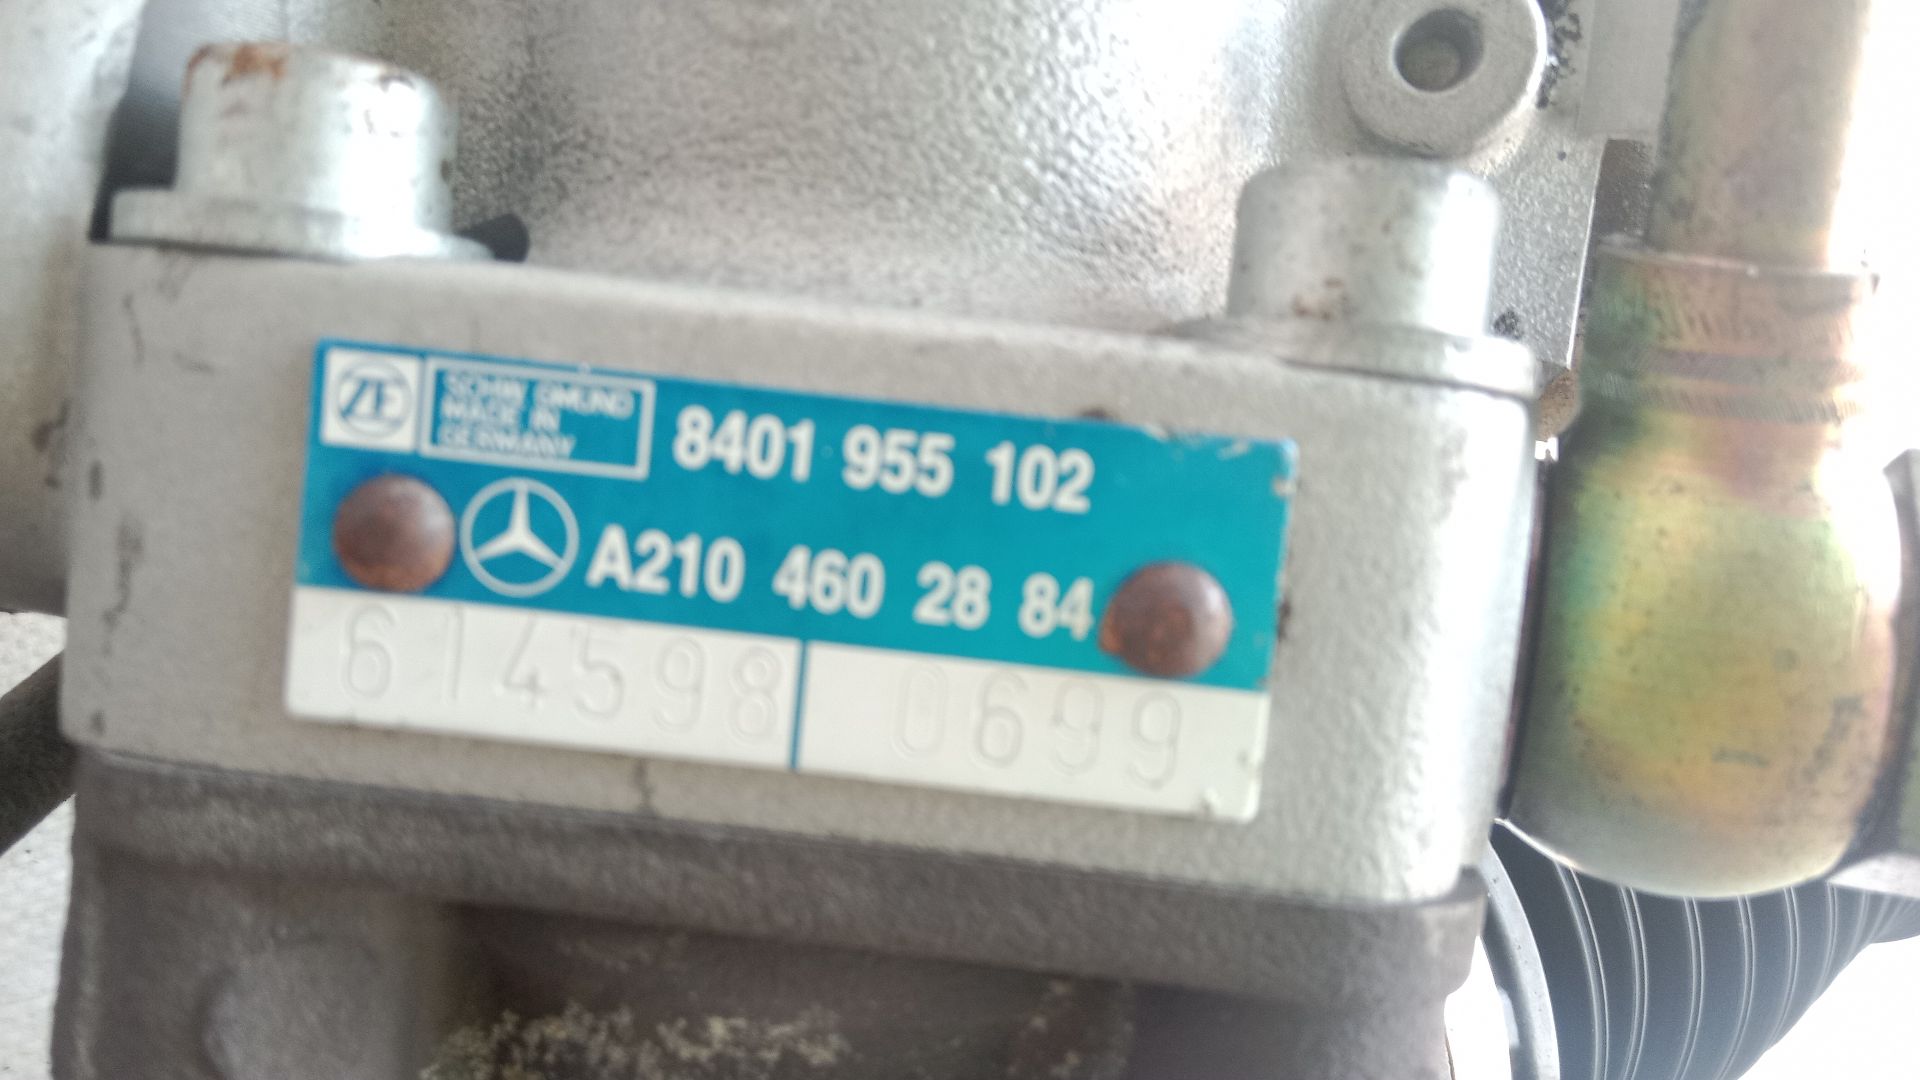 ZF
SCHW. GMÜND
MADE IN
GERMANY
8401 955 102
A210 460 28 84
614598 0699